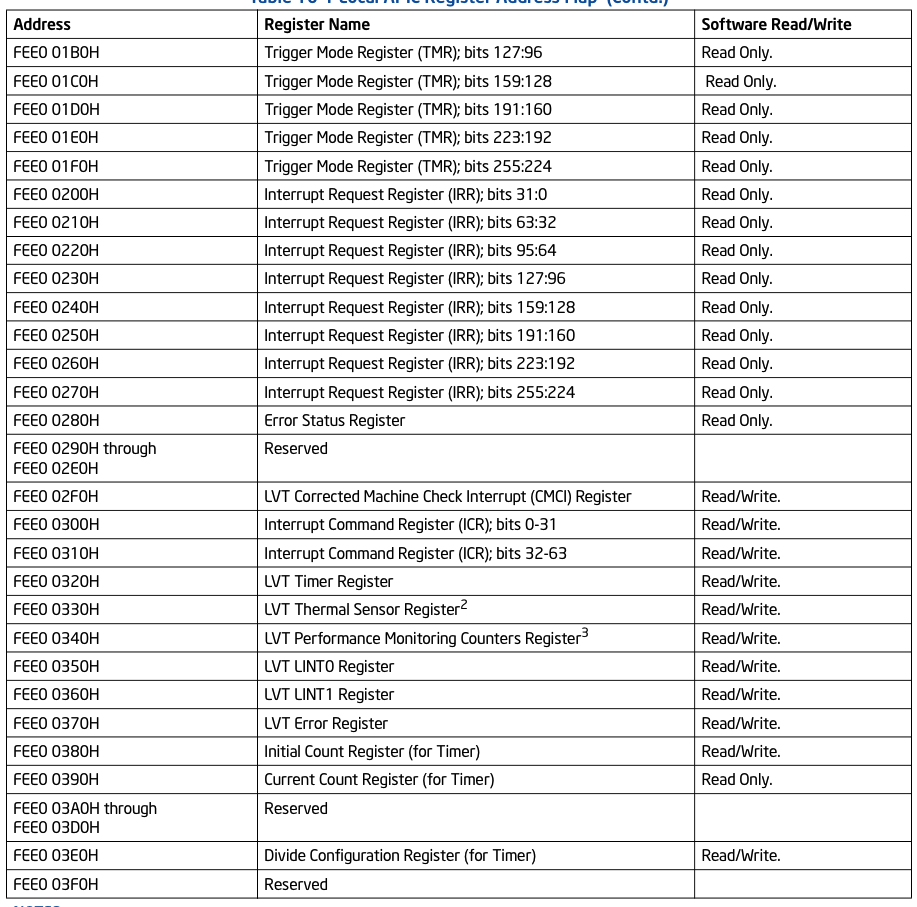 Table 10-1 Local APIC Register Address Map (Contd.)
Address Register Name Software Read/Write
FEE0 01B0H Trigger Mode Register (TMR); bits 127:96 Read Only.
FEE0 01C0H Trigger Mode Register (TMR); bits 159:128 Read Only.
FEE0 01D0H Trigger Mode Register (TMR); bits 191:160 Read Only.
FEE0 01E0H Trigger Mode Register (TMR); bits 223:192 Read Only.
FEE0 01F0H Trigger Mode Register (TMR); bits 255:224 Read Only.
FEE0 0200H Interrupt Request Register (IRR); bits 31:0 Read Only.
FEE0 0210H Interrupt Request Register (IRR); bits 63:32 Read Only.
FEE0 0220H Interrupt Request Register (IRR); bits 95:64 Read Only.
FEE0 0230H Interrupt Request Register (IRR); bits 127:96 Read Only.
FEE0 0240H Interrupt Request Register (IRR); bits 159:128 Read Only.
FEE0 0250H Interrupt Request Register (IRR); bits 191:160 Read Only.
FEE0 0260H Interrupt Request Register (IRR); bits 223:192 Read Only.
FEE0 0270H Interrupt Request Register (IRR); bits 255:224 Read Only.
FEE0 0280H Error Status Register Read Only.
FEE0 0290H through Reserved
FEE0 02E0H
FEE0 02F0H LVT Corrected Machine Check Interrupt (CMCI) Register Read/Write.
FEE0 0300H Interrupt Command Register (ICR); bits 0-31 Read/Write.
FEE0 0310H Interrupt Command Register (ICR); bits 32-63 Read/Write.
FEE0 0320H LVT Timer Register Read/Write.
FEE0 0330H LVT Thermal Sensor Register2 Read/Write.
FEE0 0340H LVT Performance Monitoring Counters Register3 Read/Write.
FEE0 0350H LVT LINT0 Register Read/Write.
FEE0 0360H LVT LINT1 Register Read/Write.
FEE0 0370H LVT Error Register Read/Write.
FEE0 0380H Initial Count Register (for Timer) Read/Write.
FEE0 0390H Current Count Register (for Timer) Read Only.
FEE0 03A0H through Reserved
FEE0 03D0H
FEE0 03E0H Divide Configuration Register (for Timer) Read/Write.
FEE0 03F0H Reserved